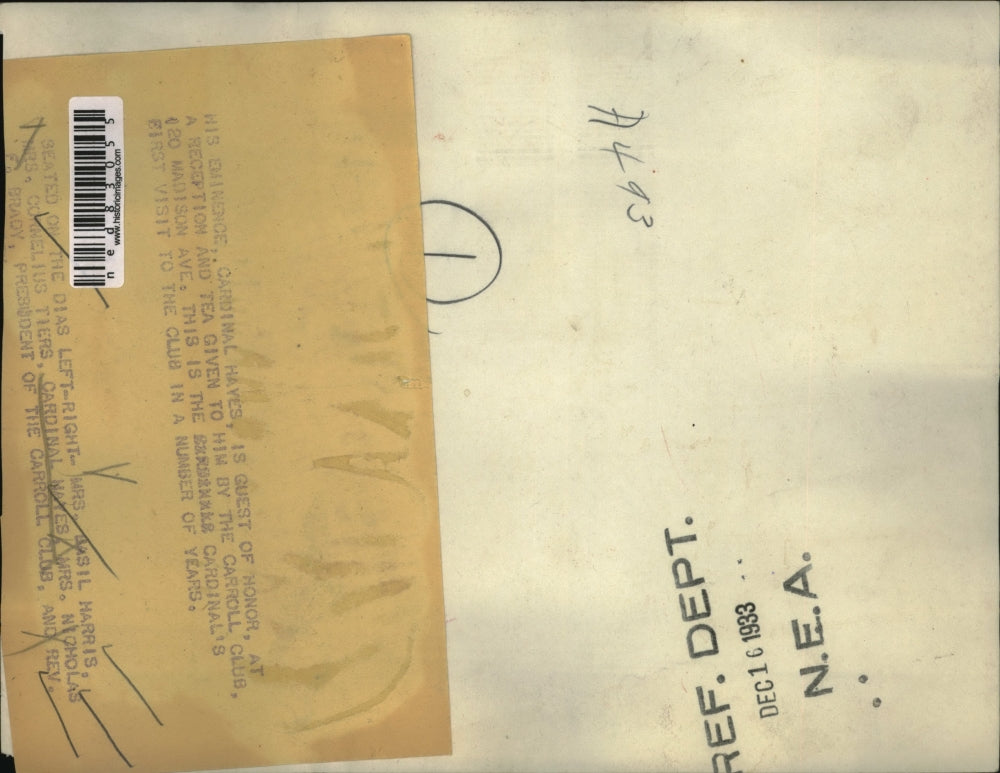 HIS EMINENCE, CARDINAL HAYES, IS GUEST OF HONOR, AT
A RECEPTION AND TEA GIVEN TO HIM BY THE CARROLL CLUB,
120 MADISON AVE. THIS IS THE CARDINAL'S
FIRST VISIT TO THE CLUB IN A NUMBER OF YEARS.
SEATED ON THE DIAS LEFT-RIGHT- MRS. BASIL HARRIS,
MRS. CORNELIUS TIERS, CARDINAL HAYES, MRS. NICHOLAS
BRADY, PRESIDENT OF THE CARROLL CLUB, AND REV.
www.historicimages.com
ned83055
1
A493
REF. DEPT.
DEC 16 1933
N.E.A.